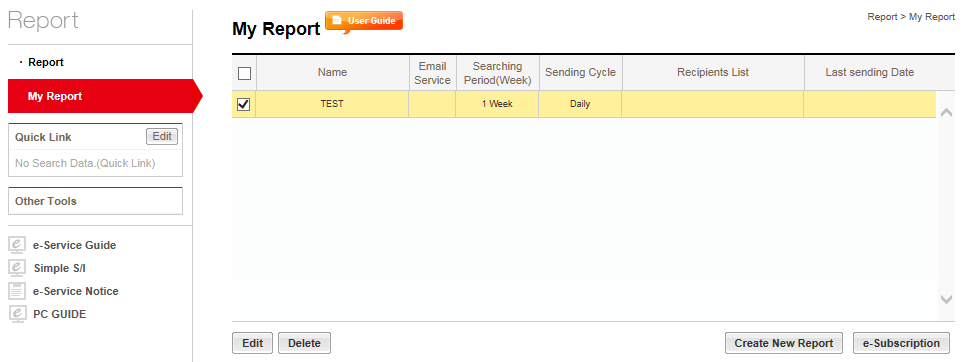 Report
· Report
My Report
Quick Link Edit
No Search Data.(Quick Link)
Other Tools
e-Service Guide
Simple S/I
e-Service Notice
PC GUIDE
My Report User Guide
Report > My Report
Name Email Service Searching Period(Week) Sending Cycle Recipients List Last sending Date
TEST 1 Week Daily
Edit Delete Create New Report e-Subscription